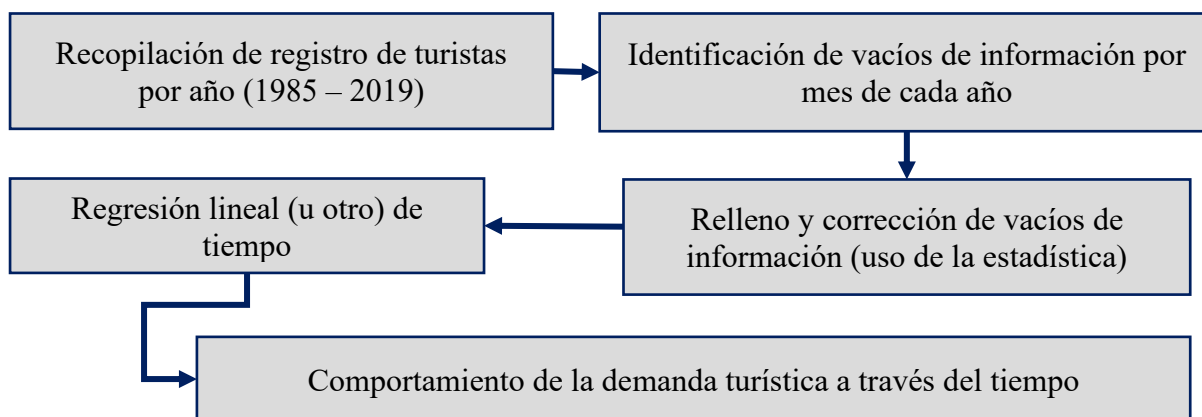 Recopilación de registro de turistas
por año (1985 – 2019)
Identificación de vacíos de información por
mes de cada año
Relleno y corrección de vacíos de
información (uso de la estadística)
Regresión lineal (u otro) de
tiempo
Comportamiento de la demanda turística a través del tiempo